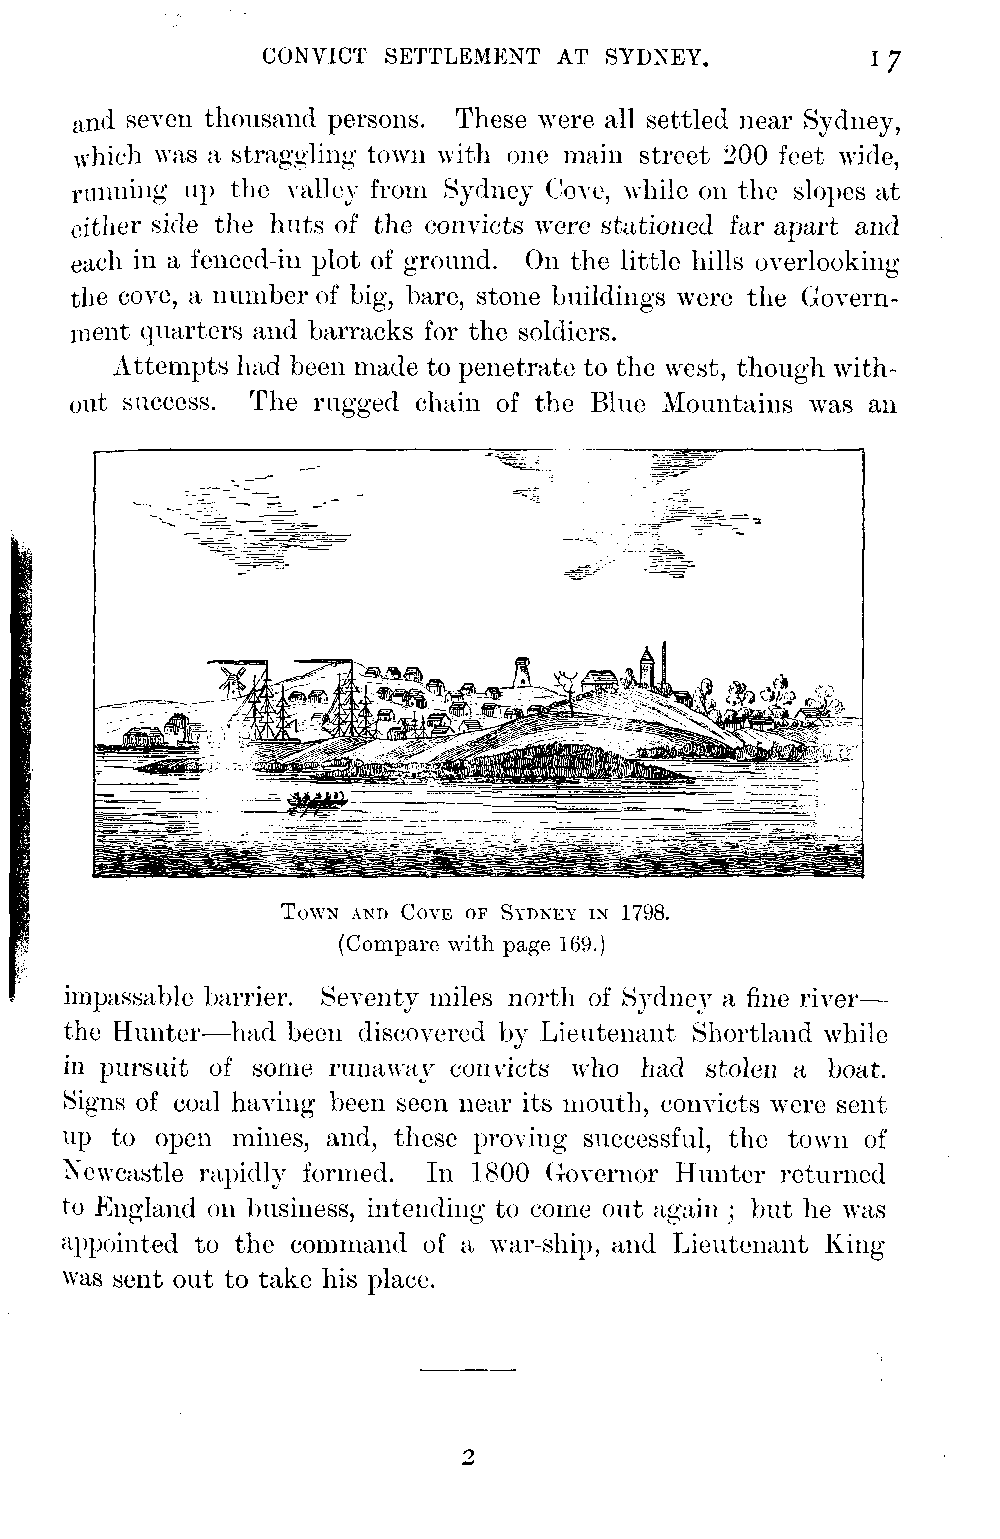 CONVICT SETTLEMENT AT SYDNEY. 17
and seven thousand persons. These were all settled near Sydney,
which was a straggling town with one main street 200 feet wide,
running up the valley from Sydney Cove, while on the slopes at
either side the huts of the convicts were stationed far apart and
each in a fenced-in plot of ground. On the little hills overlooking
the cove, a number of big, bare, stone buildings were the Govern-
ment quarters and barracks for the soldiers.
Attempts had been made to penetrate to the west, though with-
out success. The rugged chain of the Blue Mountains was an
TOWN AND COVE OF SYDNEY IN 1798.
(Compare with page 169.)
impassable barrier. Seventy miles north of Sydney a fine river—
the Hunter—had been discovered by Lieutenant Shortland while
in pursuit of some runaway convicts who had stolen a boat.
Signs of coal having been seen near its mouth, convicts were sent
up to open mines, and, these proving successful, the town of
Newcastle rapidly formed. In 1800 Governor Hunter returned
to England on business, intending to come out again ; but he was
appointed to the command of a war-ship, and Lieutenant King
was sent out to take his place.
2